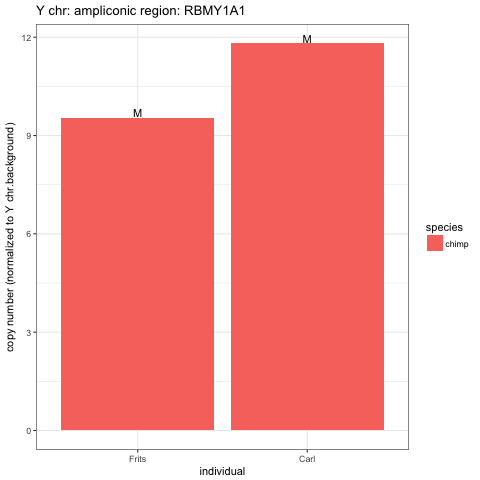 Y chr: ampliconic region: RBMY1A1
copy number (normalized to Y chr.background)
12
9
6
3
0
M
M
Frits
Carl
individual
species
chimp